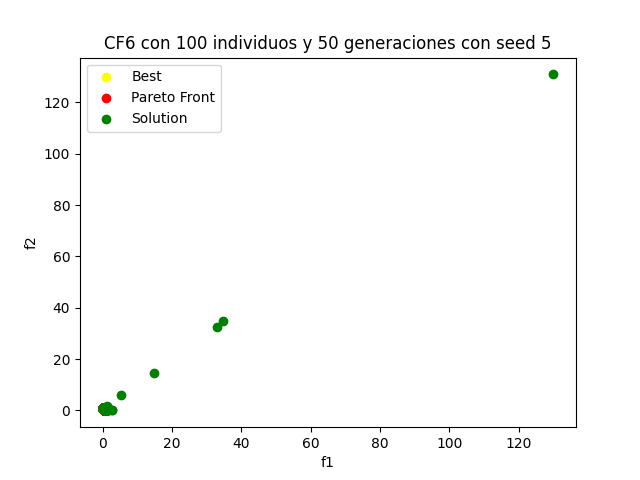 CF6 con 100 individuos y 50 generaciones con seed 5
Best
Pareto Front
Solution
120
100
80
60
40
20
0
f2
0 20 40 60 80 100 120
f1